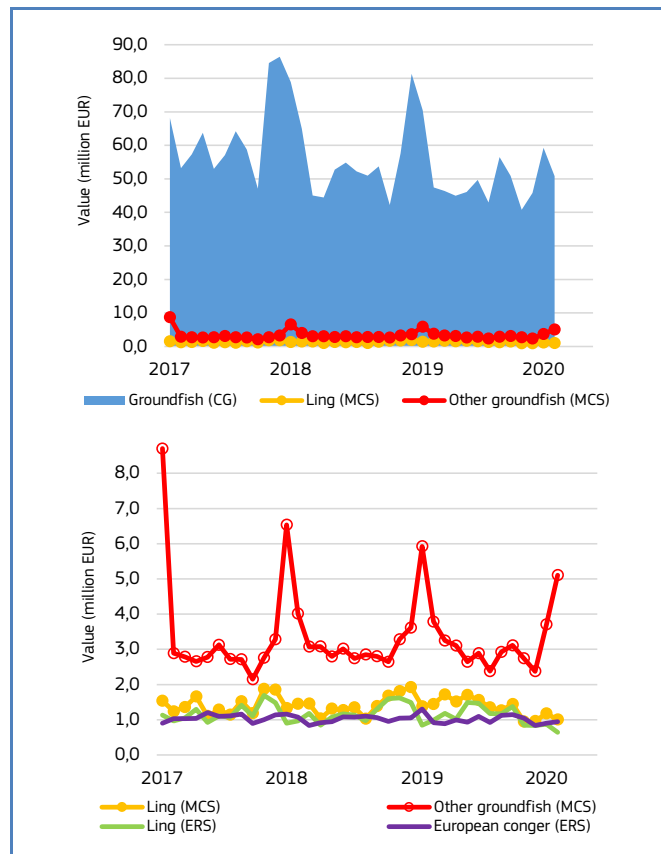 90,0
80,0
70,0
60,0
50,0
40,0
30,0
20,0
10,0
0,0
Value (million EUR)
2017 2018 2019 2020
Groundfish (CG) Ling (MCS) Other groundfish (MCS)
8,0
7,0
6,0
5,0
4,0
3,0
2,0
1,0
0,0
Value (million EUR)
2017 2018 2019 2020
Ling (MCS) Other groundfish (MCS)
Ling (ERS) European conger (ERS)